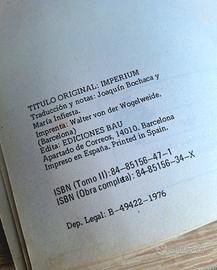 TITULO ORIGINAL: IMPERIUM
Traducción y notas: Joaquín Bochaca y
María Infiesta.
Imprenta: Walter von der Wogelweide.
(Barcelona)
Edita: EDICIONES BAU
Apartado de Correos, 14010, Barcelona
Impreso en España. Printed in Spain.
ISBN (Tomo II): 84-85156-47-1
ISBN (Obra completa): 84-85156-34-X
Dep. Legal: B-49422-1976